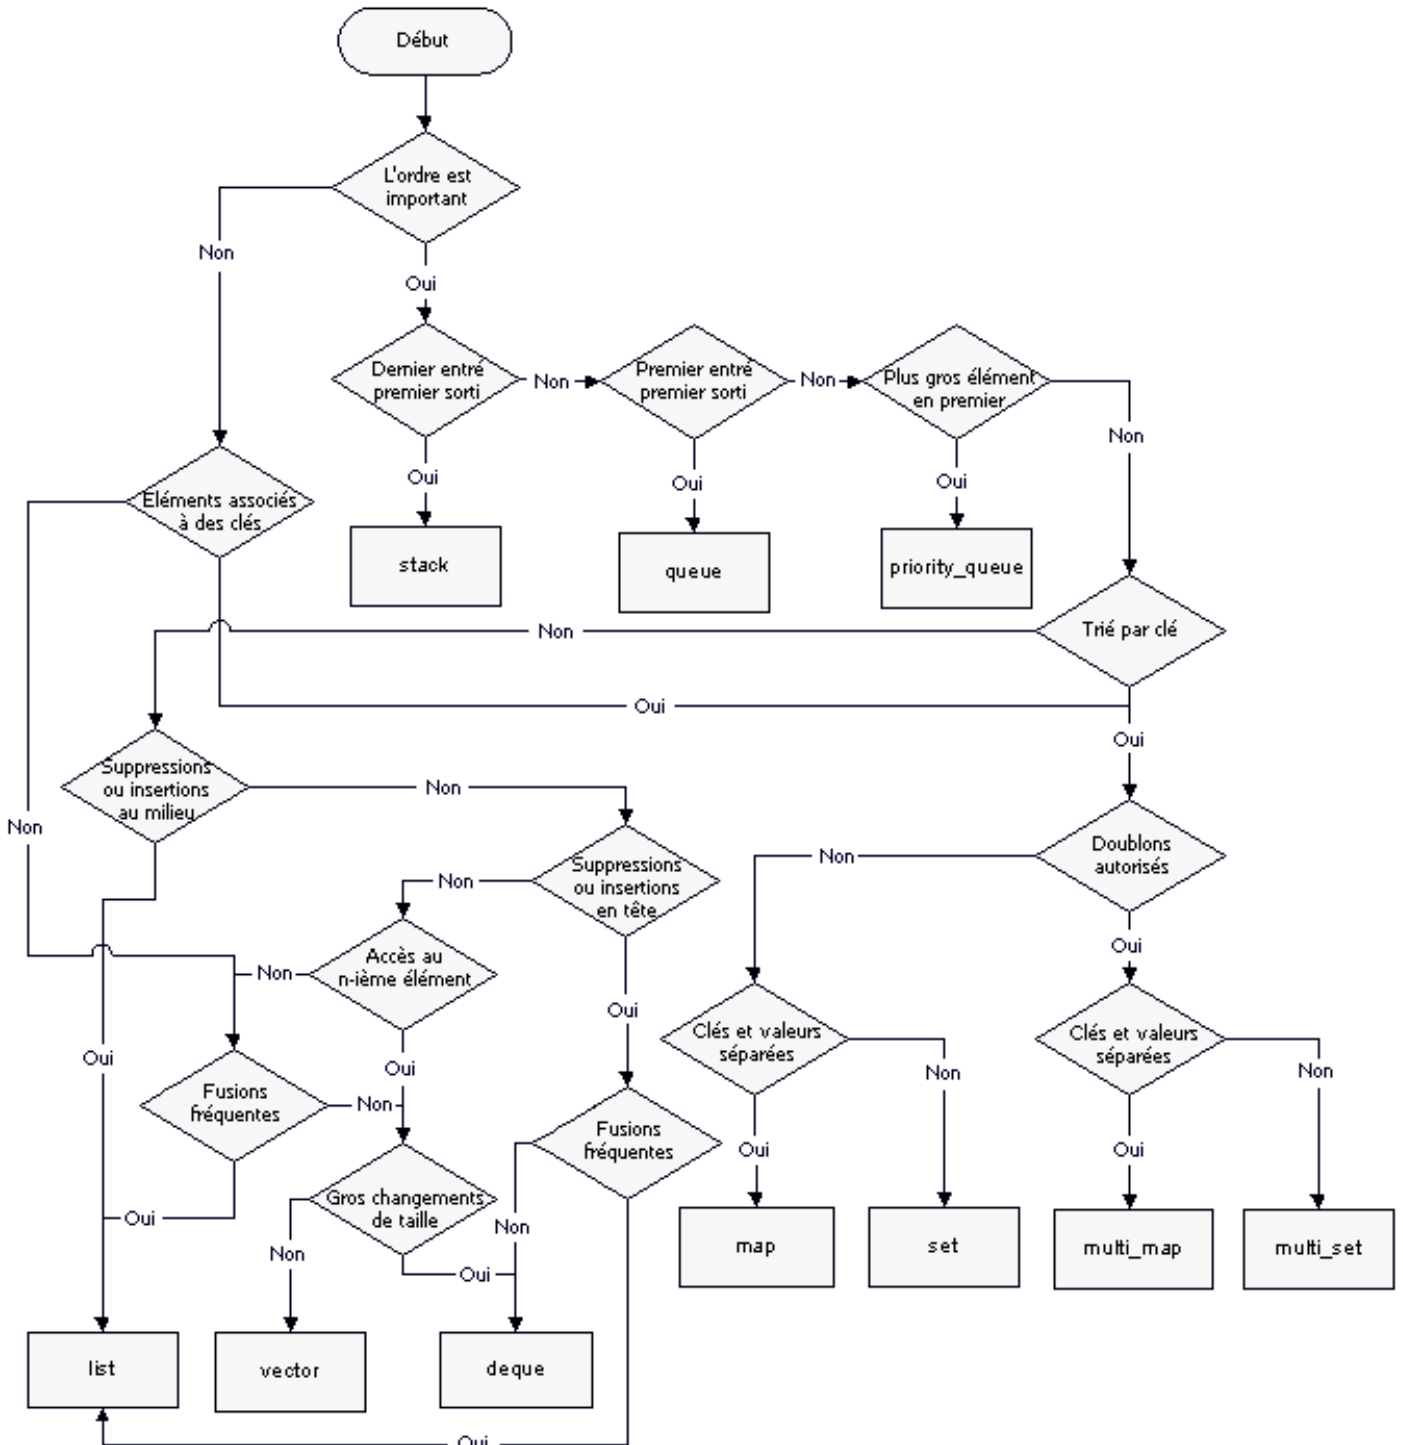 Début
L'ordre est
important
Non
Oui
Dernier entré
premier sorti
Non
Premier entré
premier sorti
Non
Plus gros élément
en premier
Non
Oui
Oui
Oui
Eléments associés
à des clés
stack
queue
priority_queue
Non
Trié par clé
Oui
Oui
Suppressions
ou insertions
au milieu
Non
Non
Suppressions
ou insertions
en tête
Non
Doublons
autorisés
Non
Oui
Accès au
n-ième élément
Non
Oui
Oui
Oui
Clés et valeurs
séparées
Non
Clés et valeurs
séparées
Non
Fusions
fréquentes
Non
Fusions
fréquentes
Oui
Oui
Gros changements
de taille
Oui
Non
Non
Oui
map
set
multi_map
multi_set
list
vector
deque
Oui